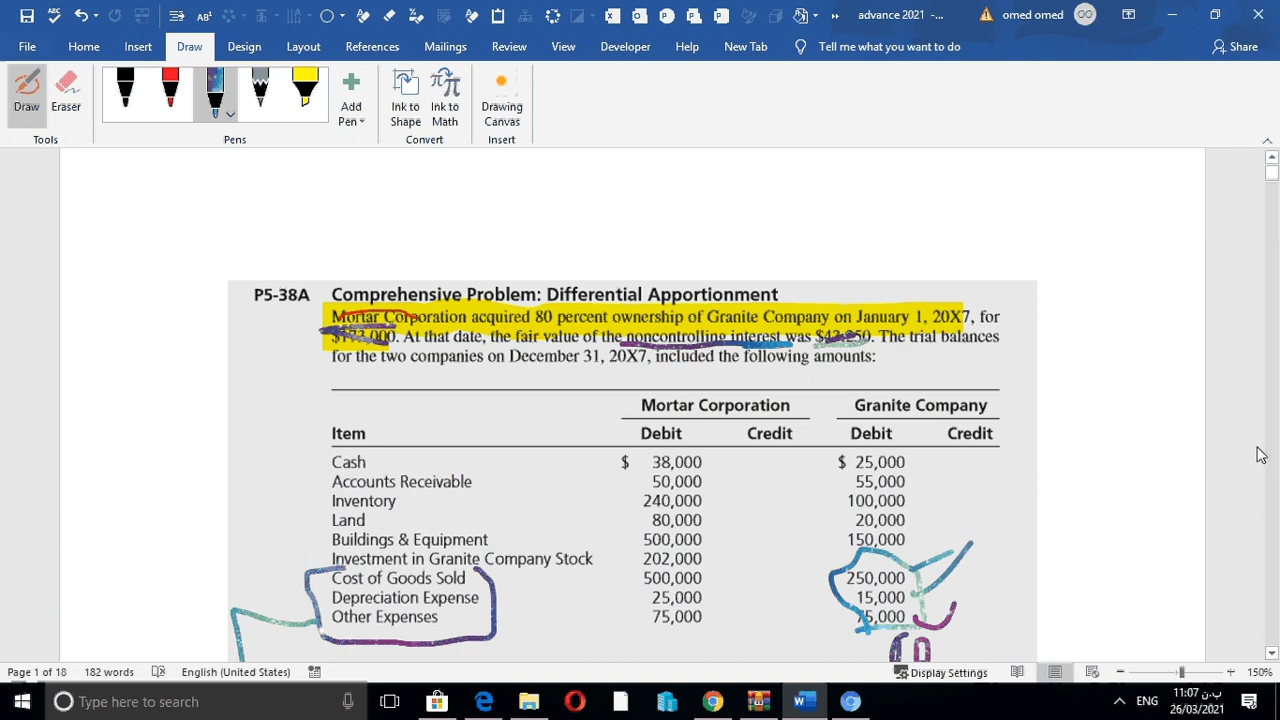 advance 2021 -...
omed omed
OO
File Home Insert Draw Design Layout References Mailings Review View Developer Help New Tab Tell me what you want to do Share
Draw Eraser Add Pen Ink to Shape Ink to Math Drawing Canvas
Tools Pens Convert Insert
P5-38A Comprehensive Problem: Differential Apportionment
Mortar Corporation acquired 80 percent ownership of Granite Company on January 1, 20X7, for
$173,000. At that date, the fair value of the noncontrolling interest was $43,250. The trial balances
for the two companies on December 31, 20X7, included the following amounts:
Mortar Corporation Granite Company
Item Debit Credit Debit Credit
Cash $ 38,000 $ 25,000
Accounts Receivable 50,000 55,000
Inventory 240,000 100,000
Land 80,000 20,000
Buildings & Equipment 500,000 150,000
Investment in Granite Company Stock 202,000
Cost of Goods Sold 500,000 250,000
Depreciation Expense 25,000 15,000
Other Expenses 75,000 75,000
Page 1 of 18 182 words English (United States) Display Settings 150%
Type here to search
ENG
11:07 ب.ن
26/03/2021